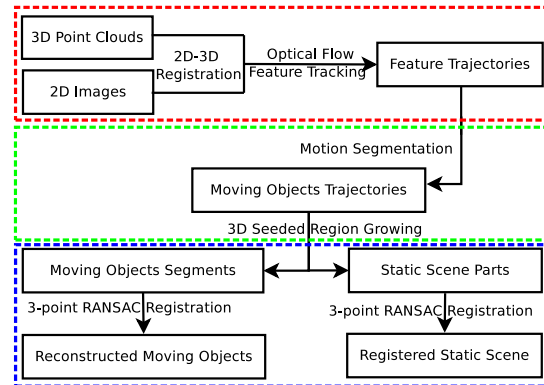 3D Point Clouds
2D Images
2D-3D
Registration
Optical Flow
Feature Tracking
Feature Trajectories
Motion Segmentation
Moving Objects Trajectories
3D Seeded Region Growing
Moving Objects Segments
Static Scene Parts
3-point RANSAC Registration
3-point RANSAC Registration
Reconstructed Moving Objects
Registered Static Scene